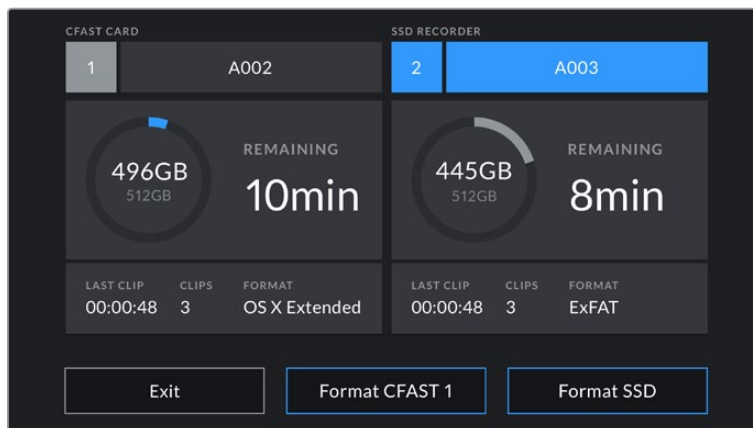 CFAST CARD
1 A002
496GB
512GB
REMAINING
10min
LAST CLIP CLIPS FORMAT
00:00:48 3 OS X Extended
SSD RECORDER
2 A003
445GB
512GB
REMAINING
8min
LAST CLIP CLIPS FORMAT
00:00:48 3 ExFAT
Exit
Format CFAST 1
Format SSD